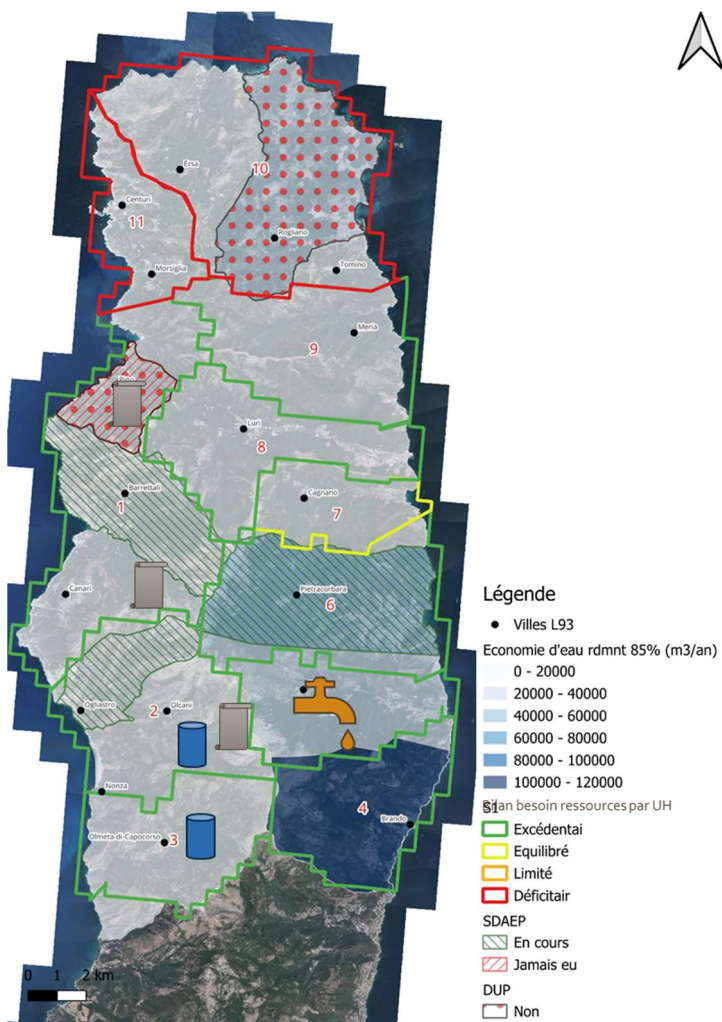 10
Ersa
Centuri
11
Rogliano
Tomino
Morsiglia
Meria
9
Luri
8
Barrettali
1
Cagnano
7
Canari
Pietracorbara
6
Ogliastro
2
Olcani
Nonza
4
Brando
Olmeta-di-Capocorso
3
0 1 2 km
Légende
Villes L93
Economie d'eau rdmnt 85% (m3/an)
0 - 20000
20000 - 40000
40000 - 60000
60000 - 80000
80000 - 100000
100000 - 120000
S1
Bilan besoin ressources par UH
Excédentai
Equilibré
Limité
Déficitair
SDAEP
En cours
Jamais eu
DUP
Non